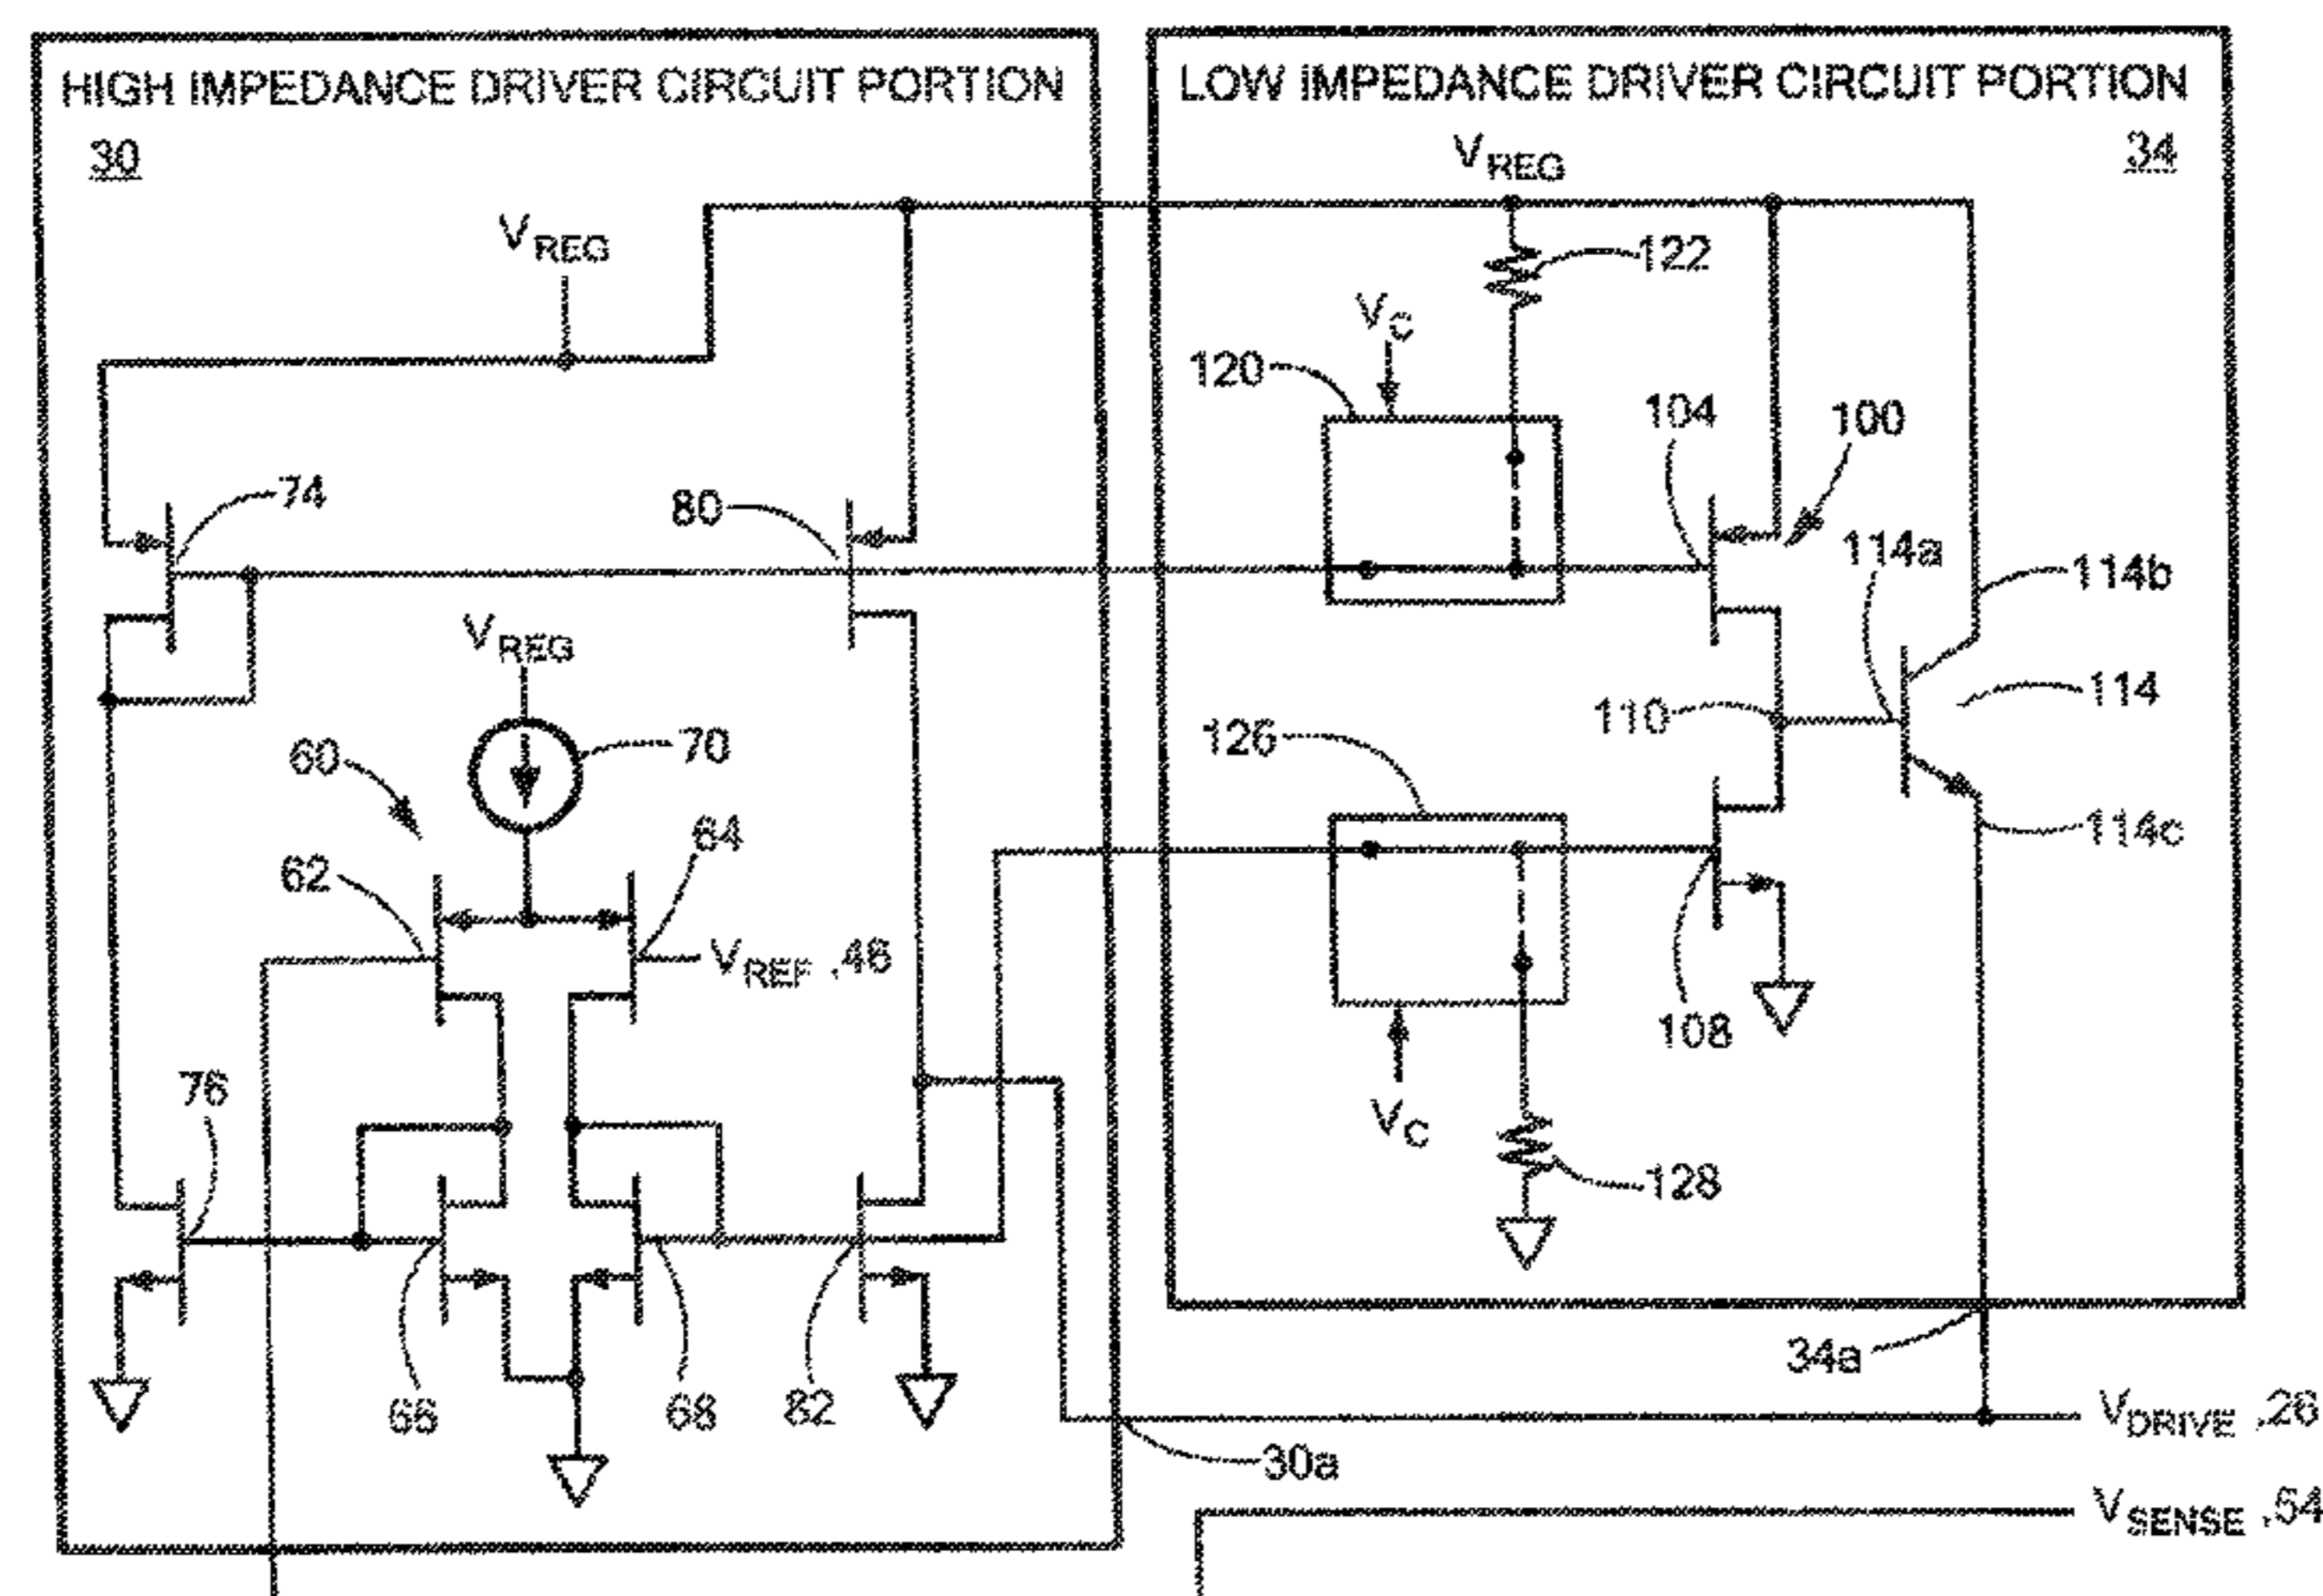 HIGH IMPEDANCE DRIVER CIRCUIT PORTION
30
LOW IMPEDANCE DRIVER CIRCUIT PORTION
34
VREG
VREG
122
VC
120
104
100
74
80
114a
114b
VREG
110
114
126
70
60
64
114c
62
VREF ,46
108
76
VC
128
34a
66
68
82
VDRIVE ,26
30a
VSENSE ,54